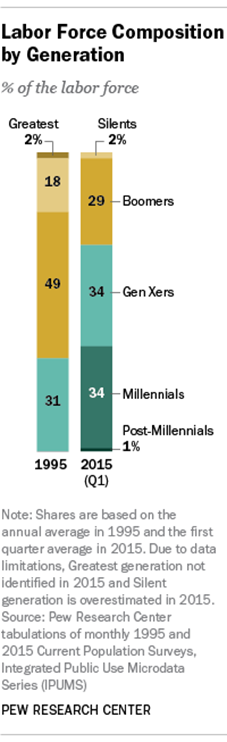 Labor Force Composition
by Generation
% of the labor force
Greatest Silents
2% 2%
18
29 Boomers
49
34 Gen Xers
31
34 Millennials
Post-Millennials
1%
1995 2015
(Q1)
Note: Shares are based on the
annual average in 1995 and the first
quarter average in 2015. Due to data
limitations, Greatest generation not
identified in 2015 and Silent
generation is overestimated in 2015.
Source: Pew Research Center
tabulations of monthly 1995 and
2015 Current Population Surveys,
Integrated Public Use Microdata
Series (IPUMS)
PEW RESEARCH CENTER